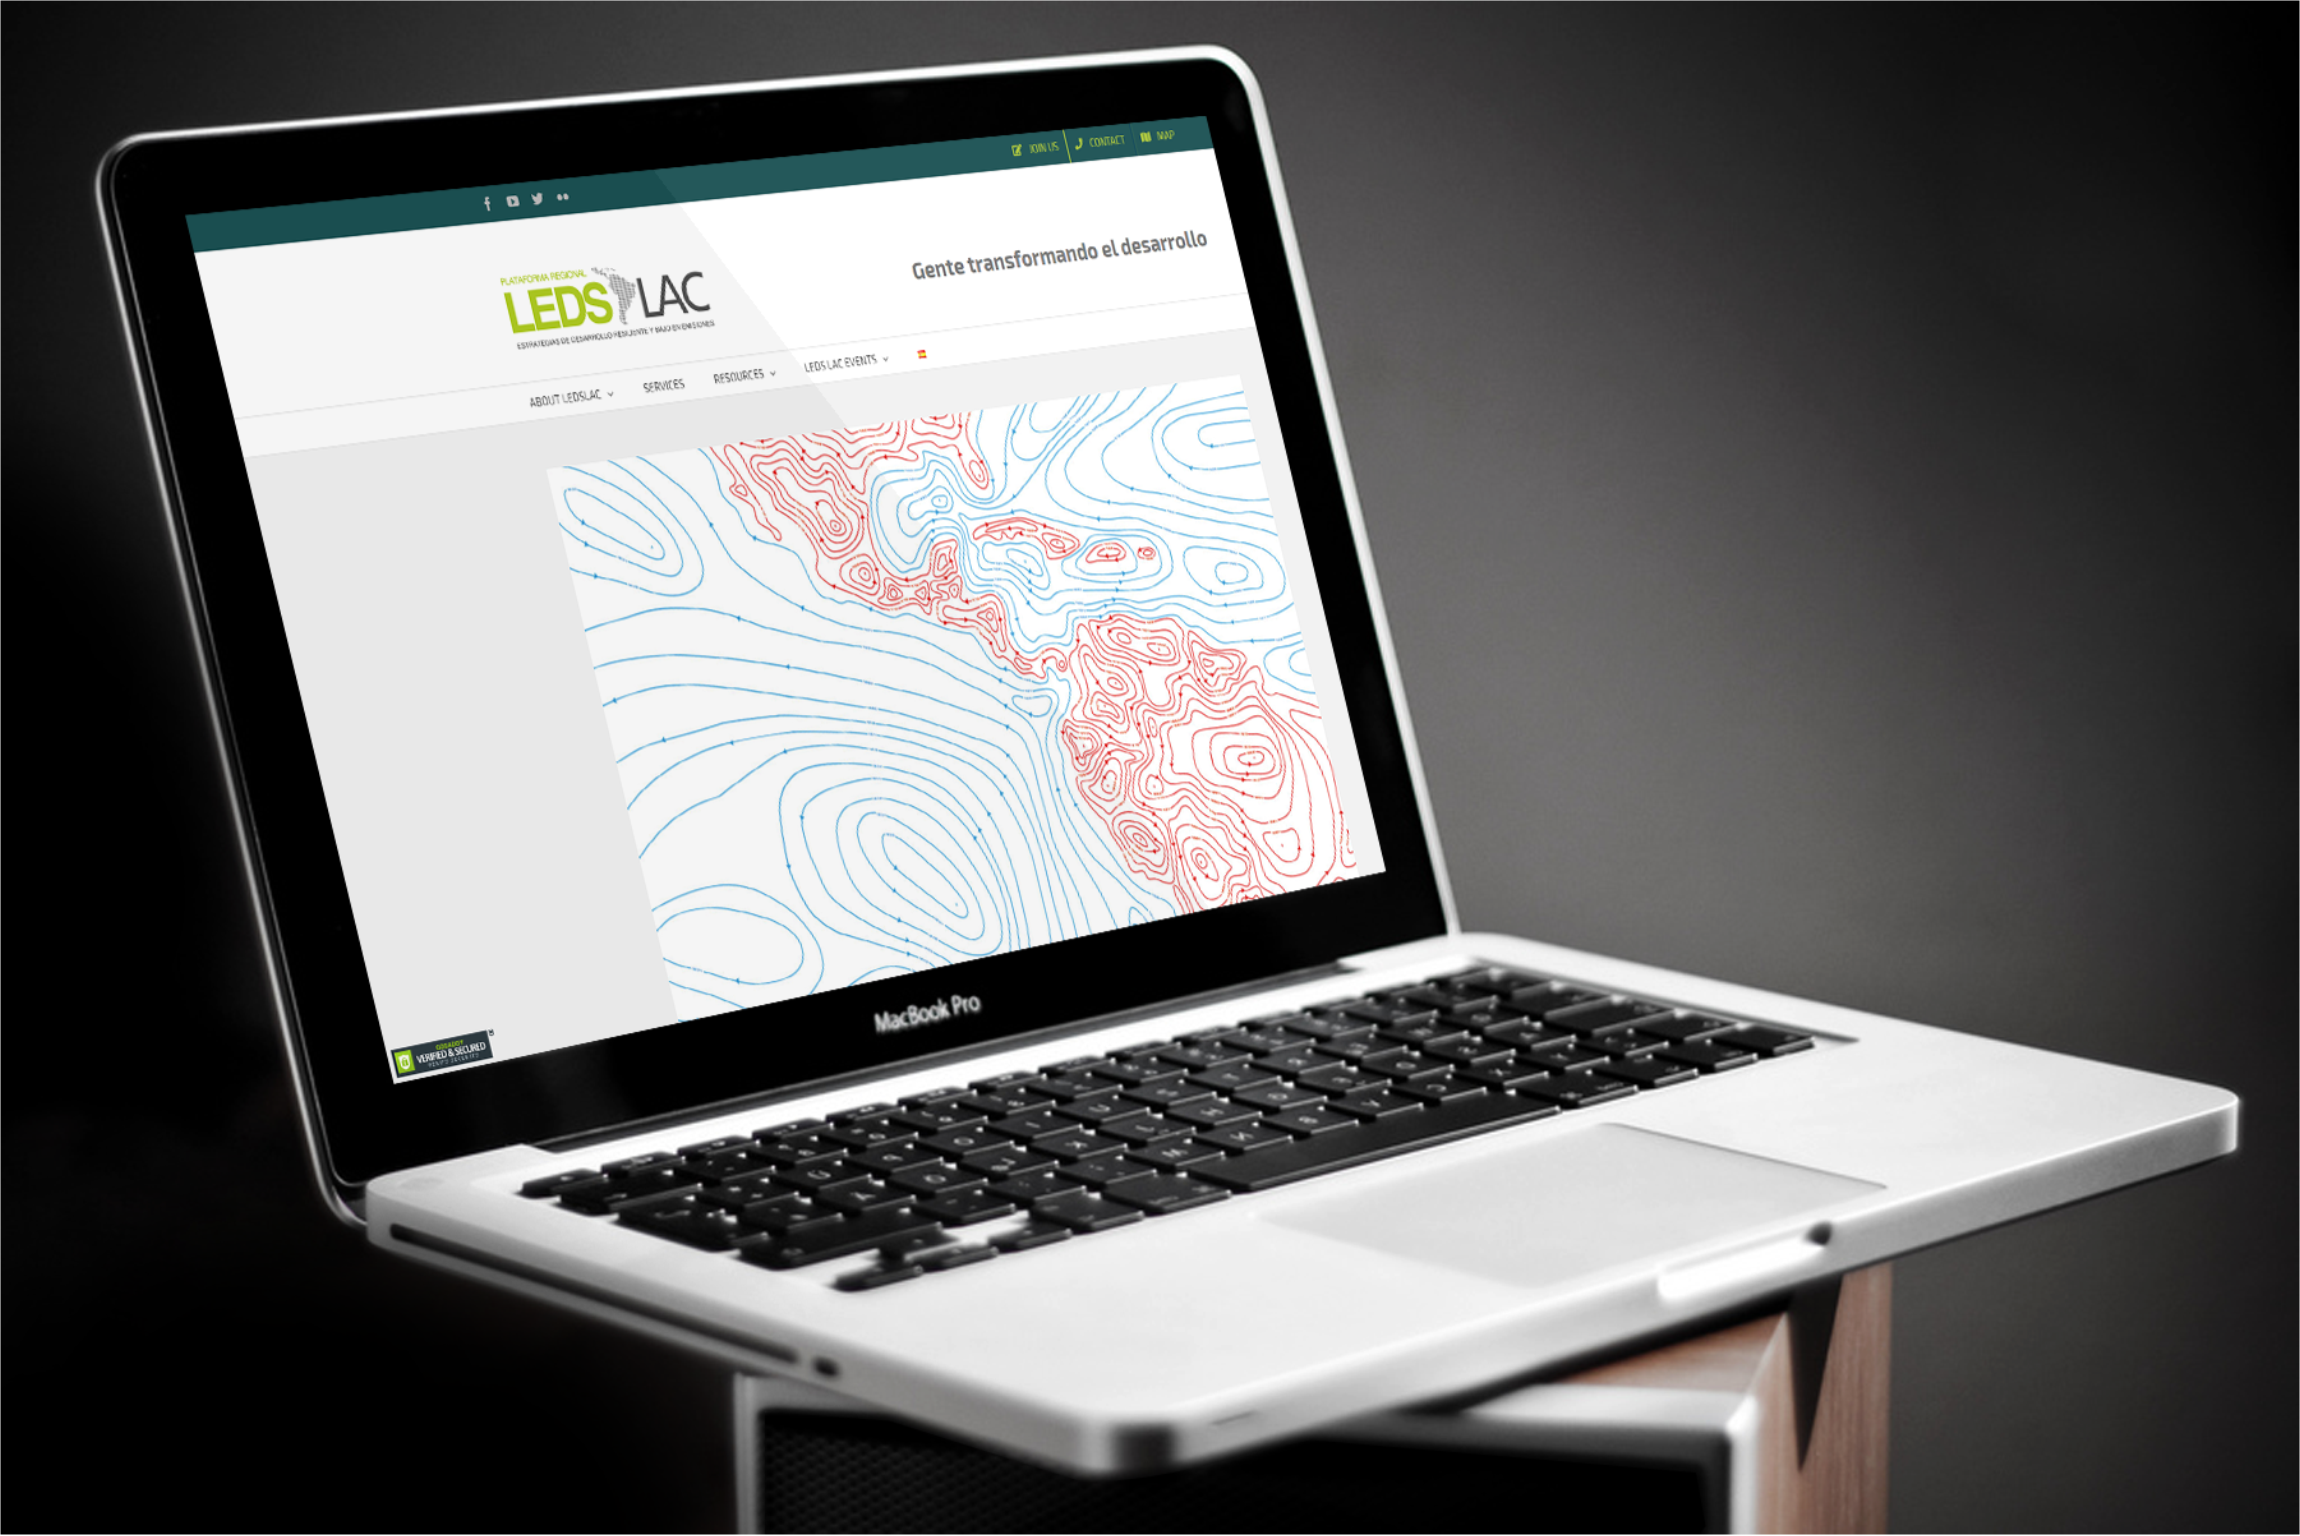 JOIN US
CONTACT
MAP
PLATAFORMA REGIONAL
LEDS LAC
ESTRATEGIAS DE DESARROLLO RESILIENTE Y BAJO EN EMISIONES
Gente transformando el desarrollo
ABOUT LEDSLAC
SERVICES
RESOURCES
LEDS LAC EVENTS
GODADDY
VERIFIED & SECURED
MacBook Pro